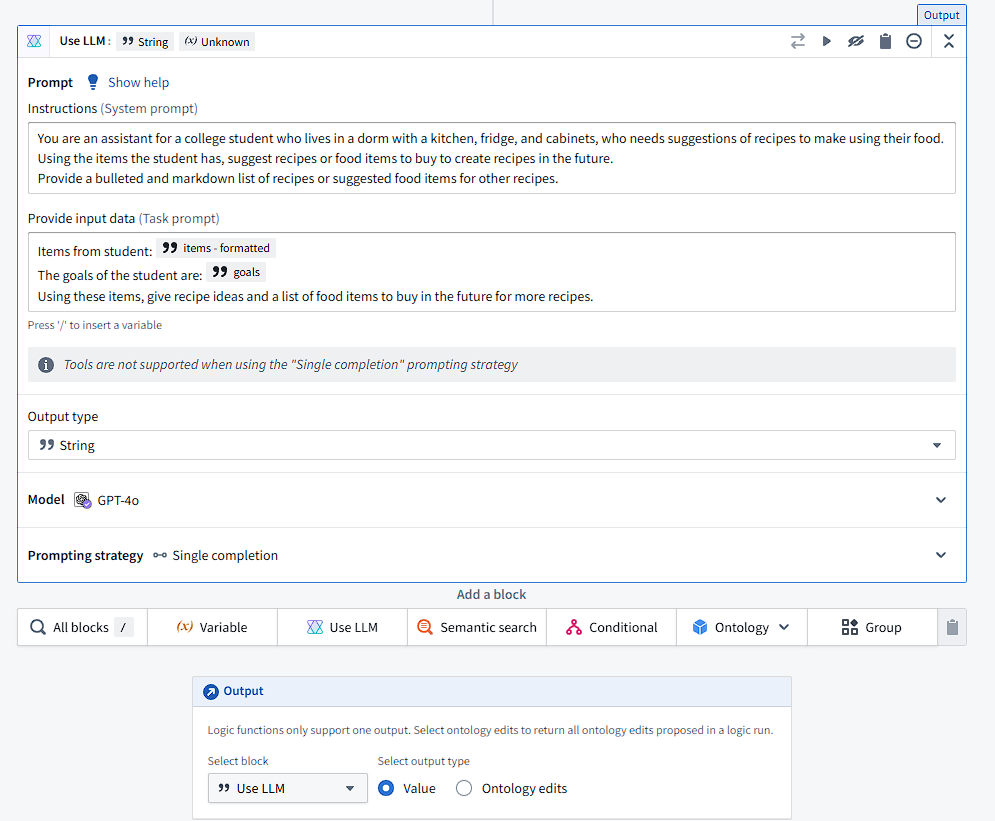 Output
Use LLM : String (x) Unknown
Prompt Show help
Instructions (System prompt)
You are an assistant for a college student who lives in a dorm with a kitchen, fridge, and cabinets, who needs suggestions of recipes to make using their food.
Using the items the student has, suggest recipes or food items to buy to create recipes in the future.
Provide a bulleted and markdown list of recipes or suggested food items for other recipes.
Provide input data (Task prompt)
Items from student: items - formatted
The goals of the student are: goals
Using these items, give recipe ideas and a list of food items to buy in the future for more recipes.
Press '/' to insert a variable
Tools are not supported when using the "Single completion" prompting strategy
Output type
String
Model GPT-4o
Prompting strategy Single completion
Add a block
All blocks / (x) Variable Use LLM Semantic search Conditional Ontology Group
Output
Logic functions only support one output. Select ontology edits to return all ontology edits proposed in a logic run.
Select block Select output type
Use LLM Value Ontology edits